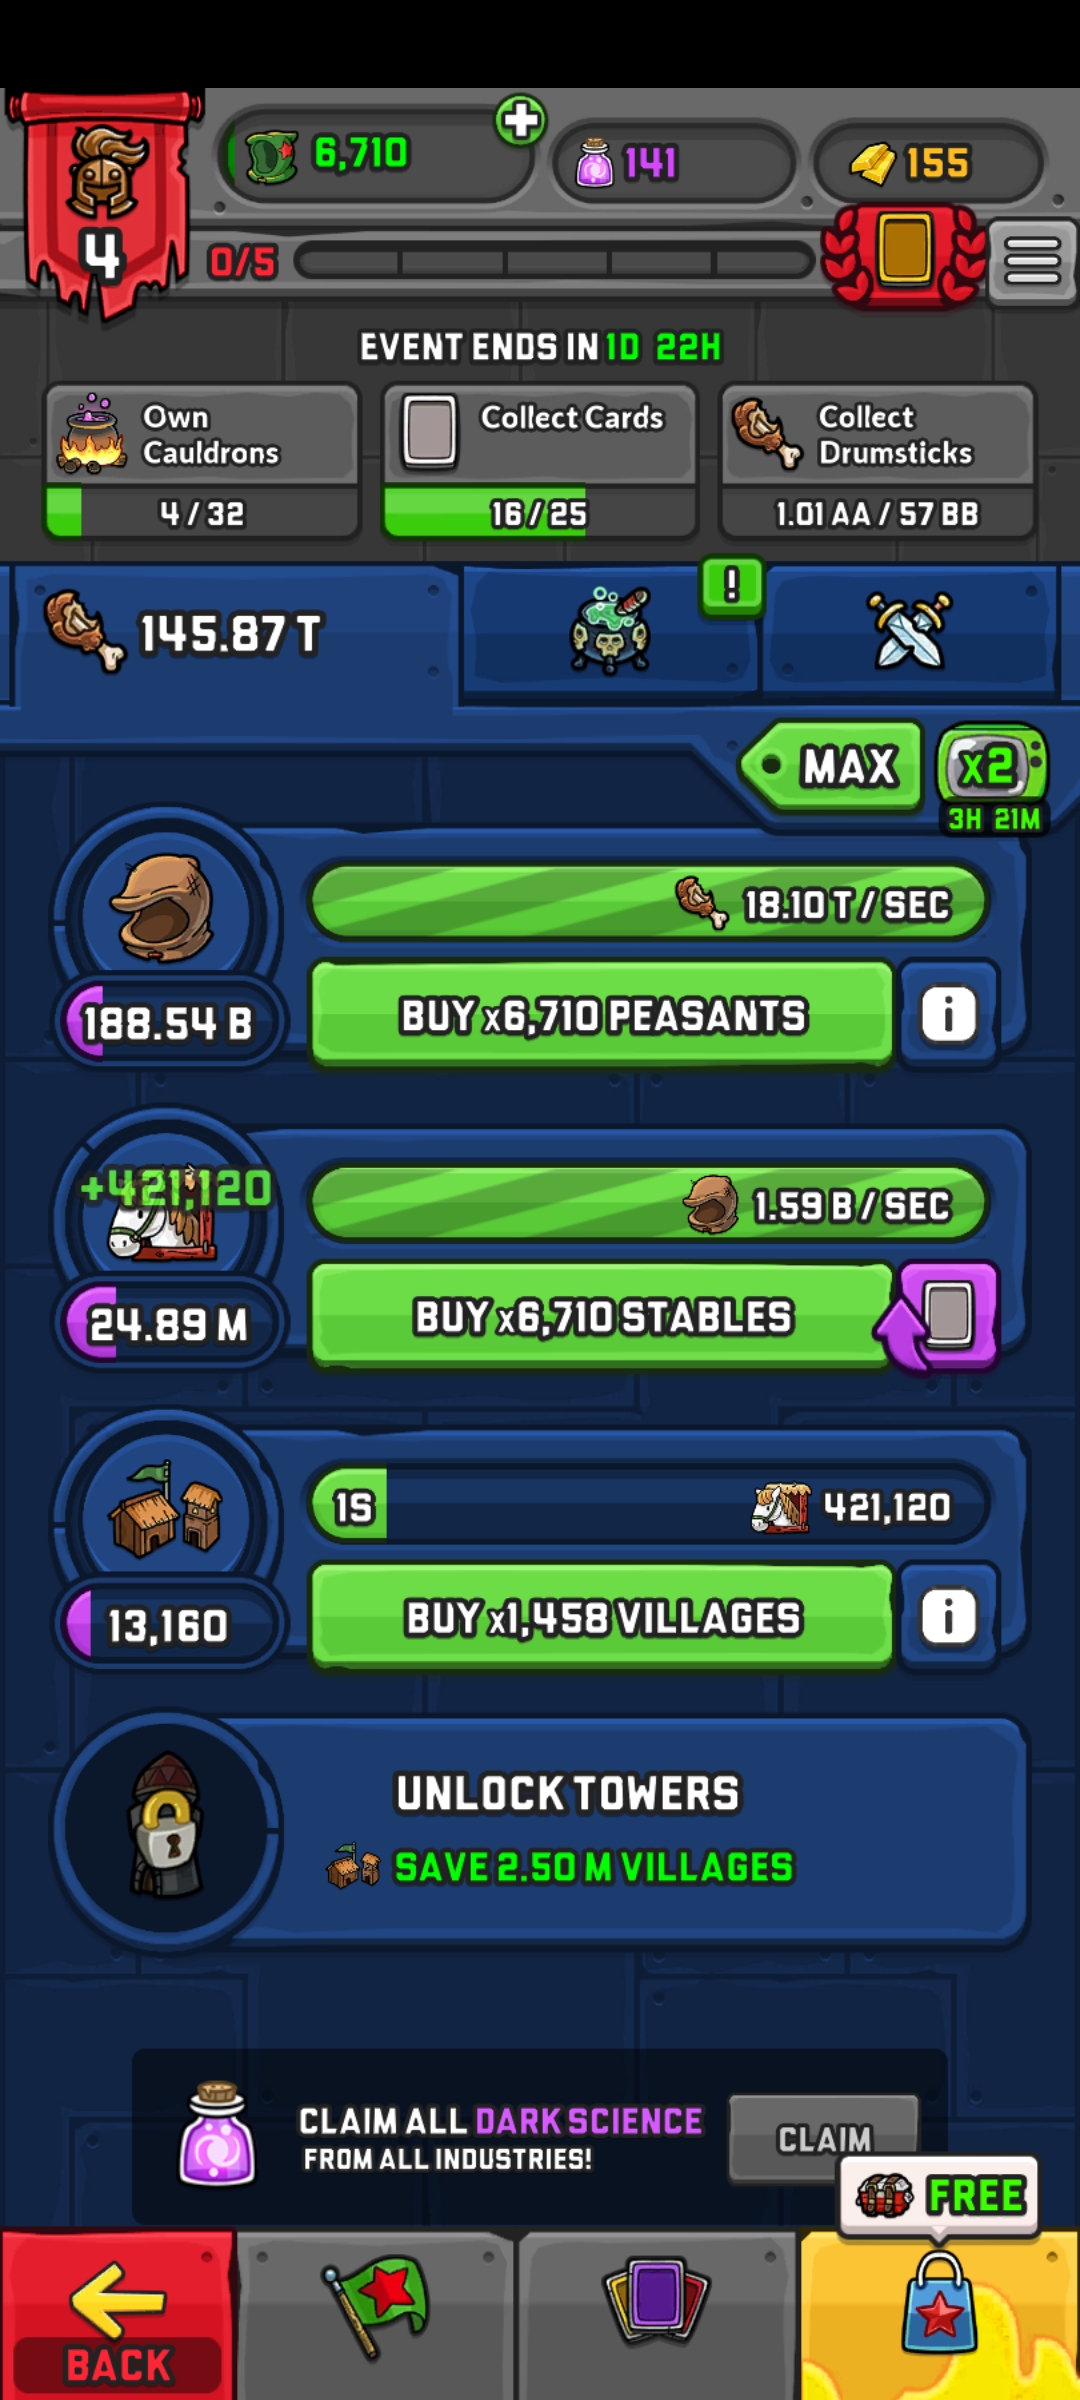 4
6,710
141
155
0/5
EVENT ENDS IN 1D 22H
Own
Cauldrons
4 / 32
Collect Cards
16 / 25
Collect
Drumsticks
1.01 AA / 57 BB
145.87 T
!
MAX
x2
3H 21M
18.10 T / SEC
188.54 B
BUY x6,710 PEASANTS
i
+421,120
1.59 B / SEC
24.89 M
BUY x6,710 STABLES
1S
421,120
13,160
BUY x1,458 VILLAGES
i
UNLOCK TOWERS
SAVE 2.50 M VILLAGES
CLAIM ALL DARK SCIENCE
FROM ALL INDUSTRIES!
CLAIM
FREE
BACK